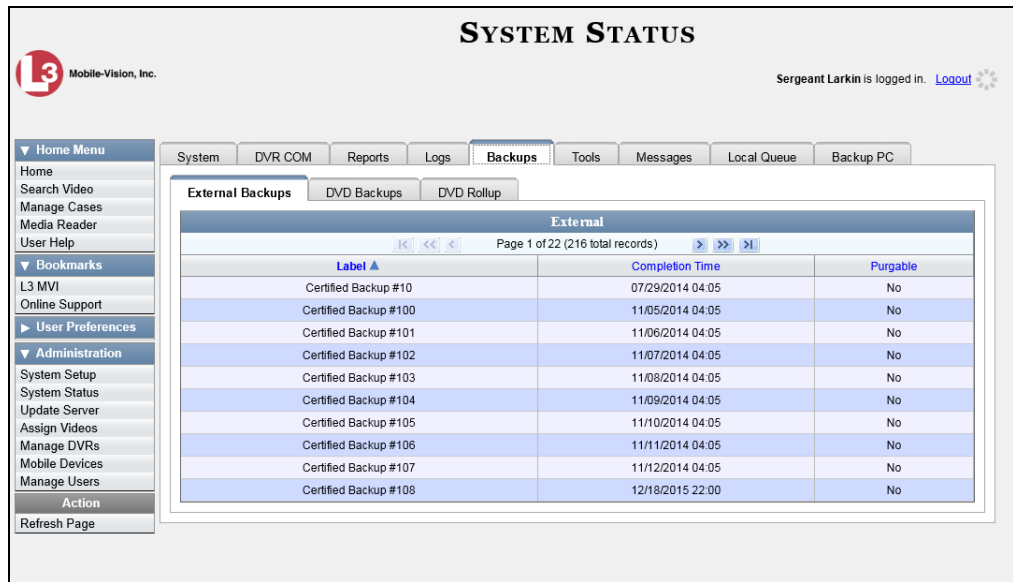 SYSTEM STATUS
L3 Mobile-Vision, Inc.
Sergeant Larkin is logged in. Logout
▼ Home Menu
Home
Search Video
Manage Cases
Media Reader
User Help
▼ Bookmarks
L3 MVI
Online Support
▶ User Preferences
▼ Administration
System Setup
System Status
Update Server
Assign Videos
Manage DVRs
Mobile Devices
Manage Users
Action
Refresh Page
System DVR COM Reports Logs Backups Tools Messages Local Queue Backup PC
External Backups DVD Backups DVD Rollup
External
|< << < Page 1 of 22 (216 total records) > >> >|
Label ▲ Completion Time Purgable
Certified Backup #10 07/29/2014 04:05 No
Certified Backup #100 11/05/2014 04:05 No
Certified Backup #101 11/06/2014 04:05 No
Certified Backup #102 11/07/2014 04:05 No
Certified Backup #103 11/08/2014 04:05 No
Certified Backup #104 11/09/2014 04:05 No
Certified Backup #105 11/10/2014 04:05 No
Certified Backup #106 11/11/2014 04:05 No
Certified Backup #107 11/12/2014 04:05 No
Certified Backup #108 12/18/2015 22:00 No